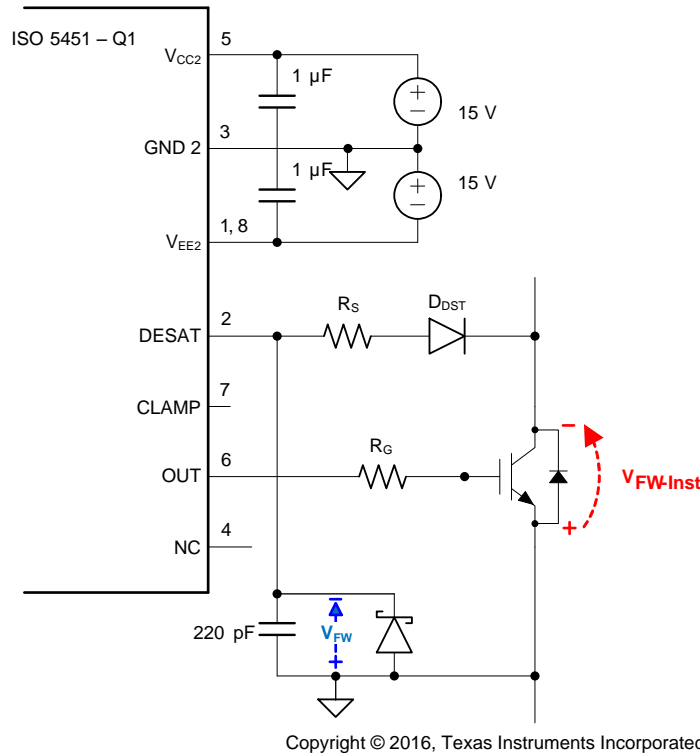 ISO 5451 – Q1
5
VCC2
1 µF
+
–
15 V
3
GND 2
1 µF
+
–
15 V
1, 8
VEE2
2
DESAT
RS
DDST
7
CLAMP
6
OUT
RG
–
VFW-Inst
+
4
NC
220 pF
–
VFW
+
Copyright © 2016, Texas Instruments Incorporated